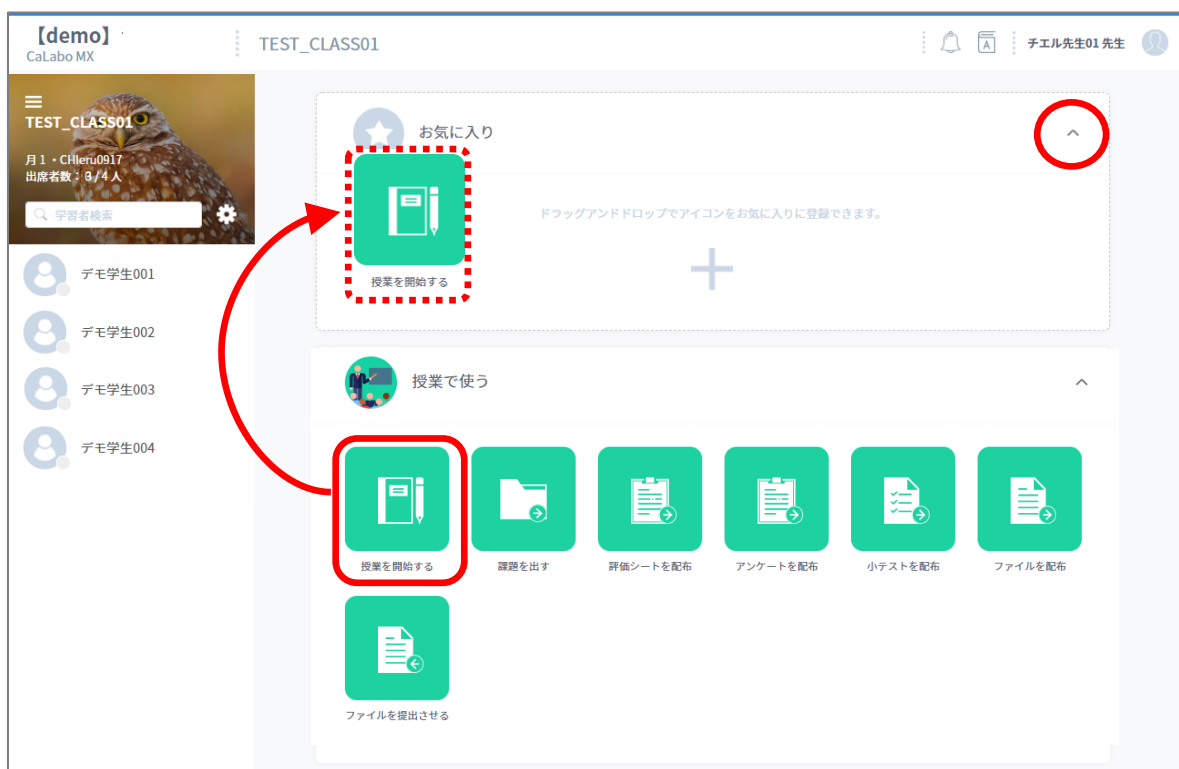 【demo】
CaLabo MX
TEST_CLASS01
A
チエル先生01 先生
TEST_CLASS01
月1・CHIeru0917
出席者数：3 / 4 人
学習者検索
デモ学生001
デモ学生002
デモ学生003
デモ学生004
お気に入り
ドラッグアンドドロップでアイコンをお気に入りに登録できます。
授業を開始する
授業で使う
授業を開始する
課題を出す
評価シートを配布
アンケートを配布
小テストを配布
ファイルを配布
ファイルを提出させる